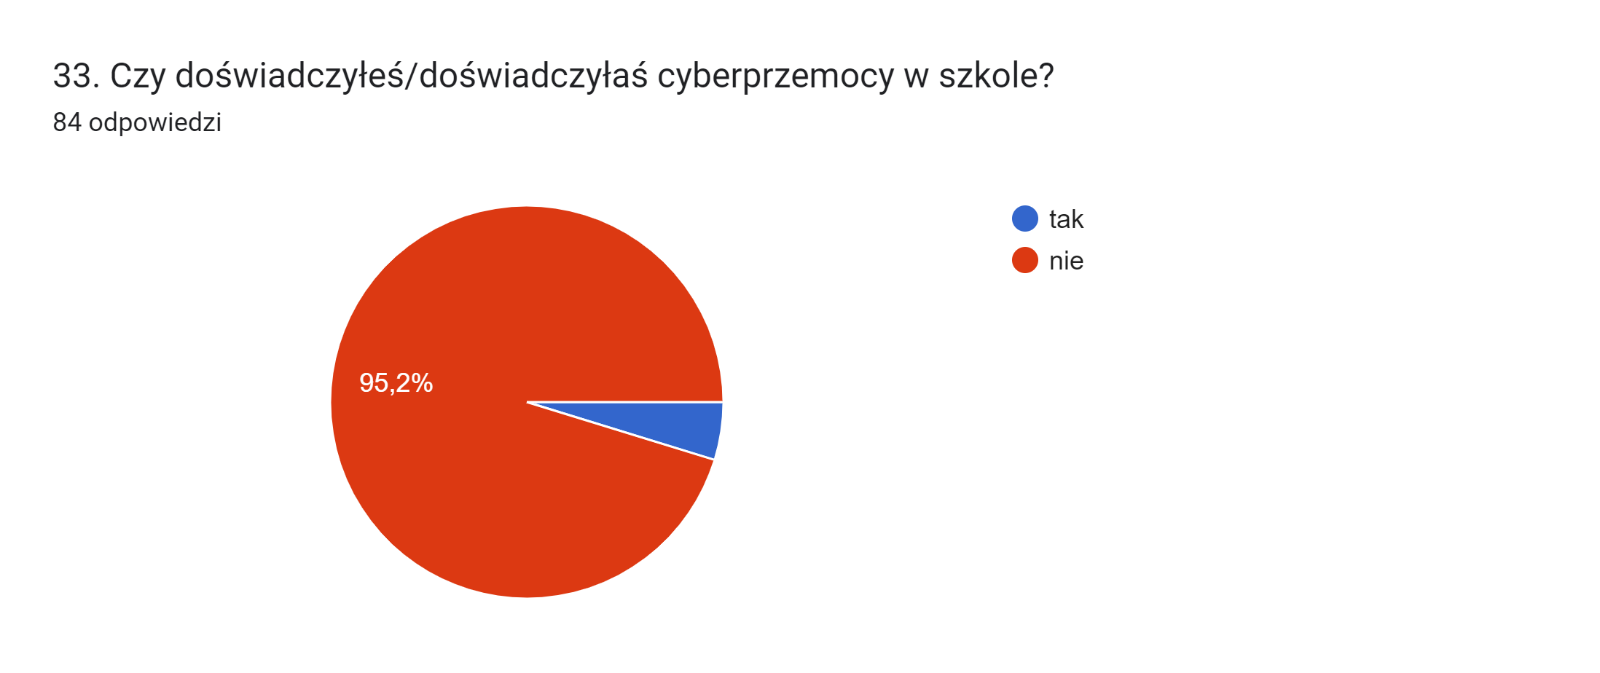 33. Czy doświadczyłeś/doświadczyłaś cyberprzemocy w szkole?
84 odpowiedzi
tak
nie
95,2%